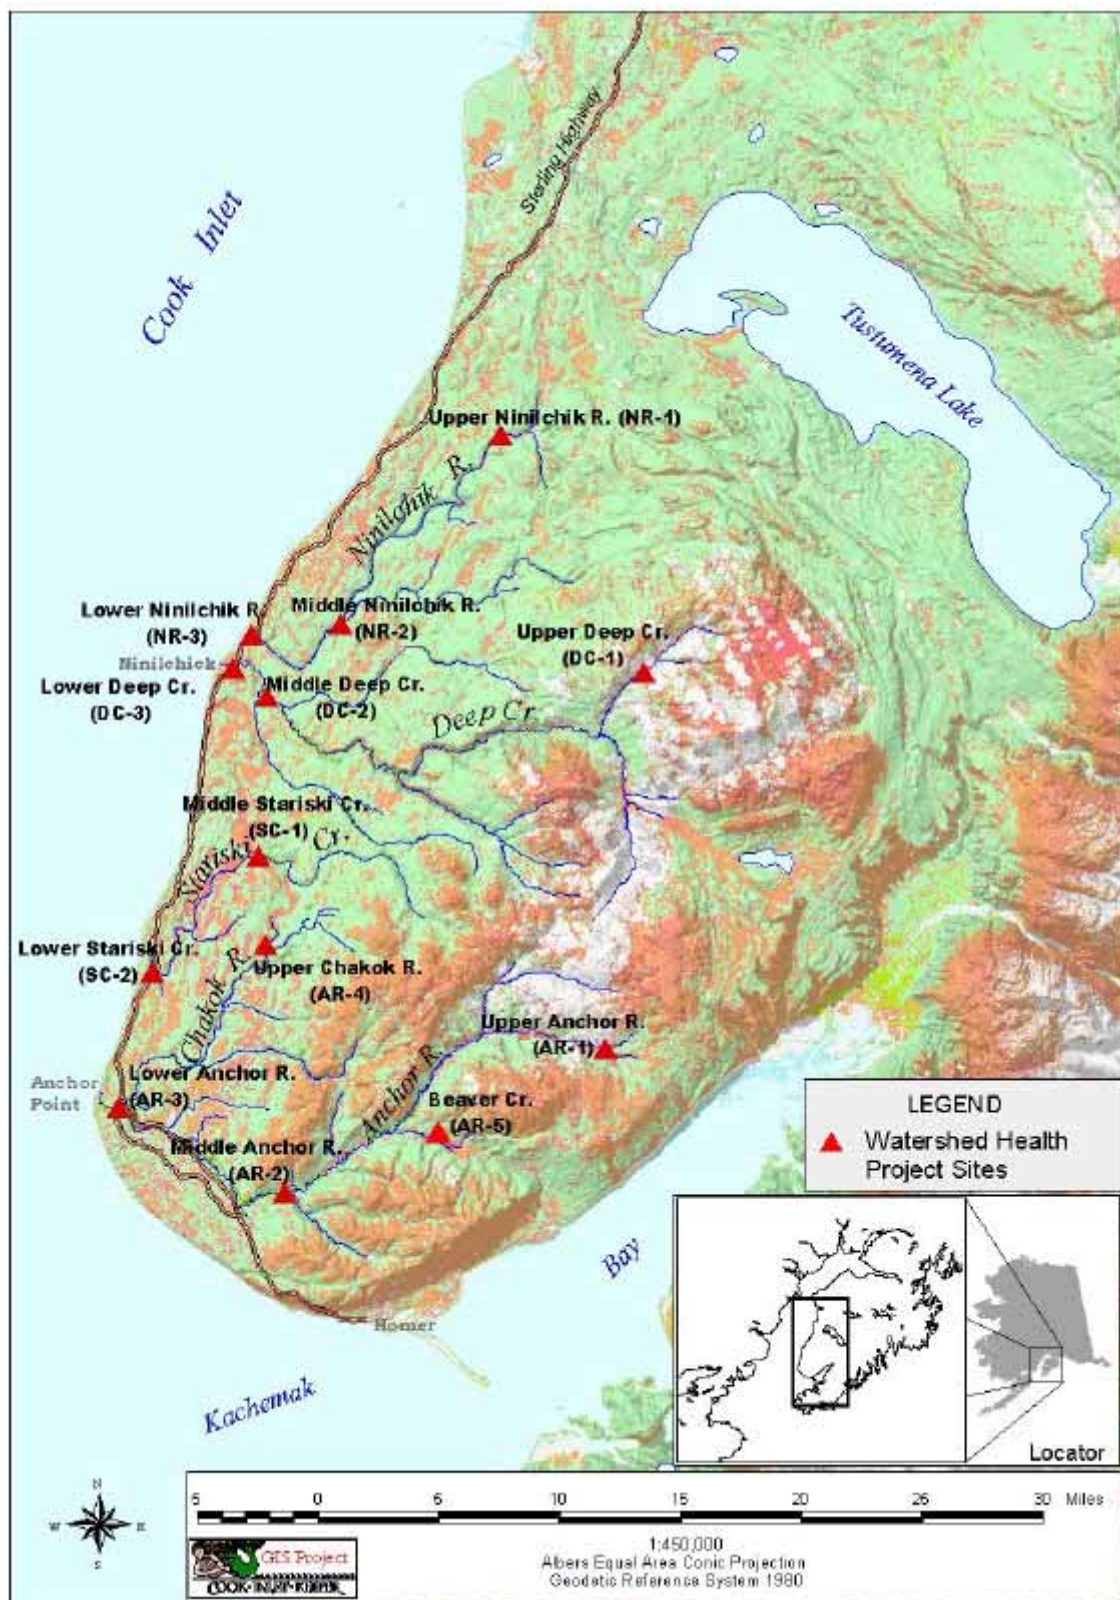 Sterling Highway
Cook Inlet
Tustumena Lake
Upper Ninilchik R. (NR-1)
Ninilchik R.
Lower Ninilchik R.
(NR-3)
Middle Ninilchik R.
(NR-2)
Upper Deep Cr.
(DC-1)
Ninilchick
Lower Deep Cr.
(DC-3)
Middle Deep Cr.
(DC-2)
Deep Cr.
Middle Stariski Cr.
(SC-1)
Stariski Cr.
Lower Stariski Cr.
(SC-2)
Chakok R.
Upper Chakok R.
(AR-4)
Upper Anchor R.
(AR-1)
Anchor
Point
Lower Anchor R.
(AR-3)
Anchor R.
Beaver Cr.
(AR-5)
Middle Anchor R.
(AR-2)
LEGEND
Watershed Health
Project Sites
Homer
Kachemak Bay
Locator
N
W E
S
5 0 5 10 15 20 25 30 Miles
1:450,000
Albers Equal Area Conic Projection
Geodetic Reference System 1980
GIS Project
COOK INLET KEEPER